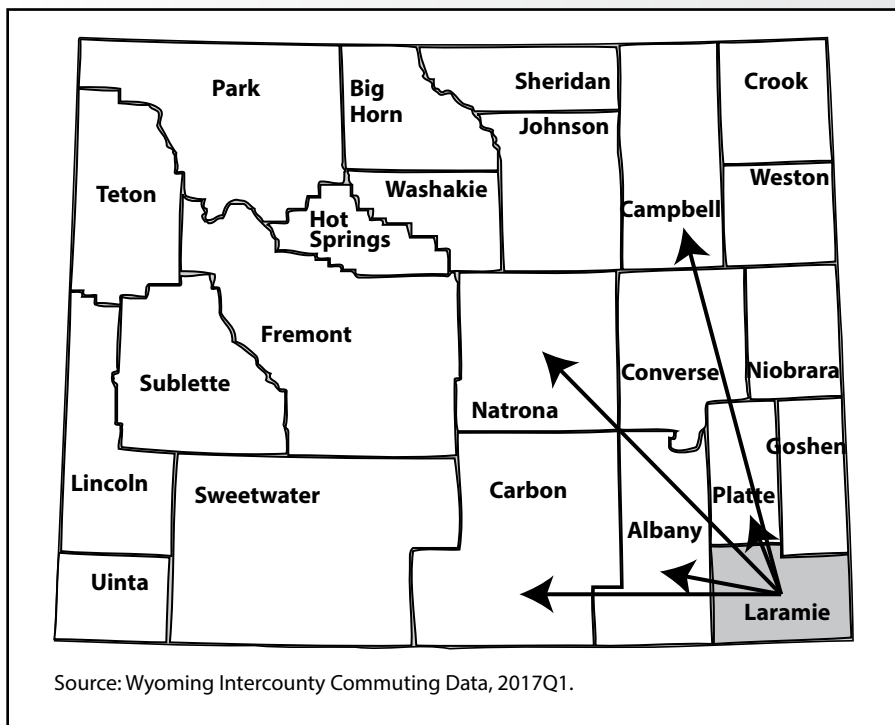 Park
Big
Horn
Sheridan
Crook
Johnson
Teton
Washakie
Weston
Campbell
Hot
Springs
Fremont
Sublette
Natrona
Converse
Niobrara
Goshen
Lincoln
Sweetwater
Carbon
Platte
Albany
Uinta
Laramie
Source: Wyoming Intercounty Commuting Data, 2017Q1.